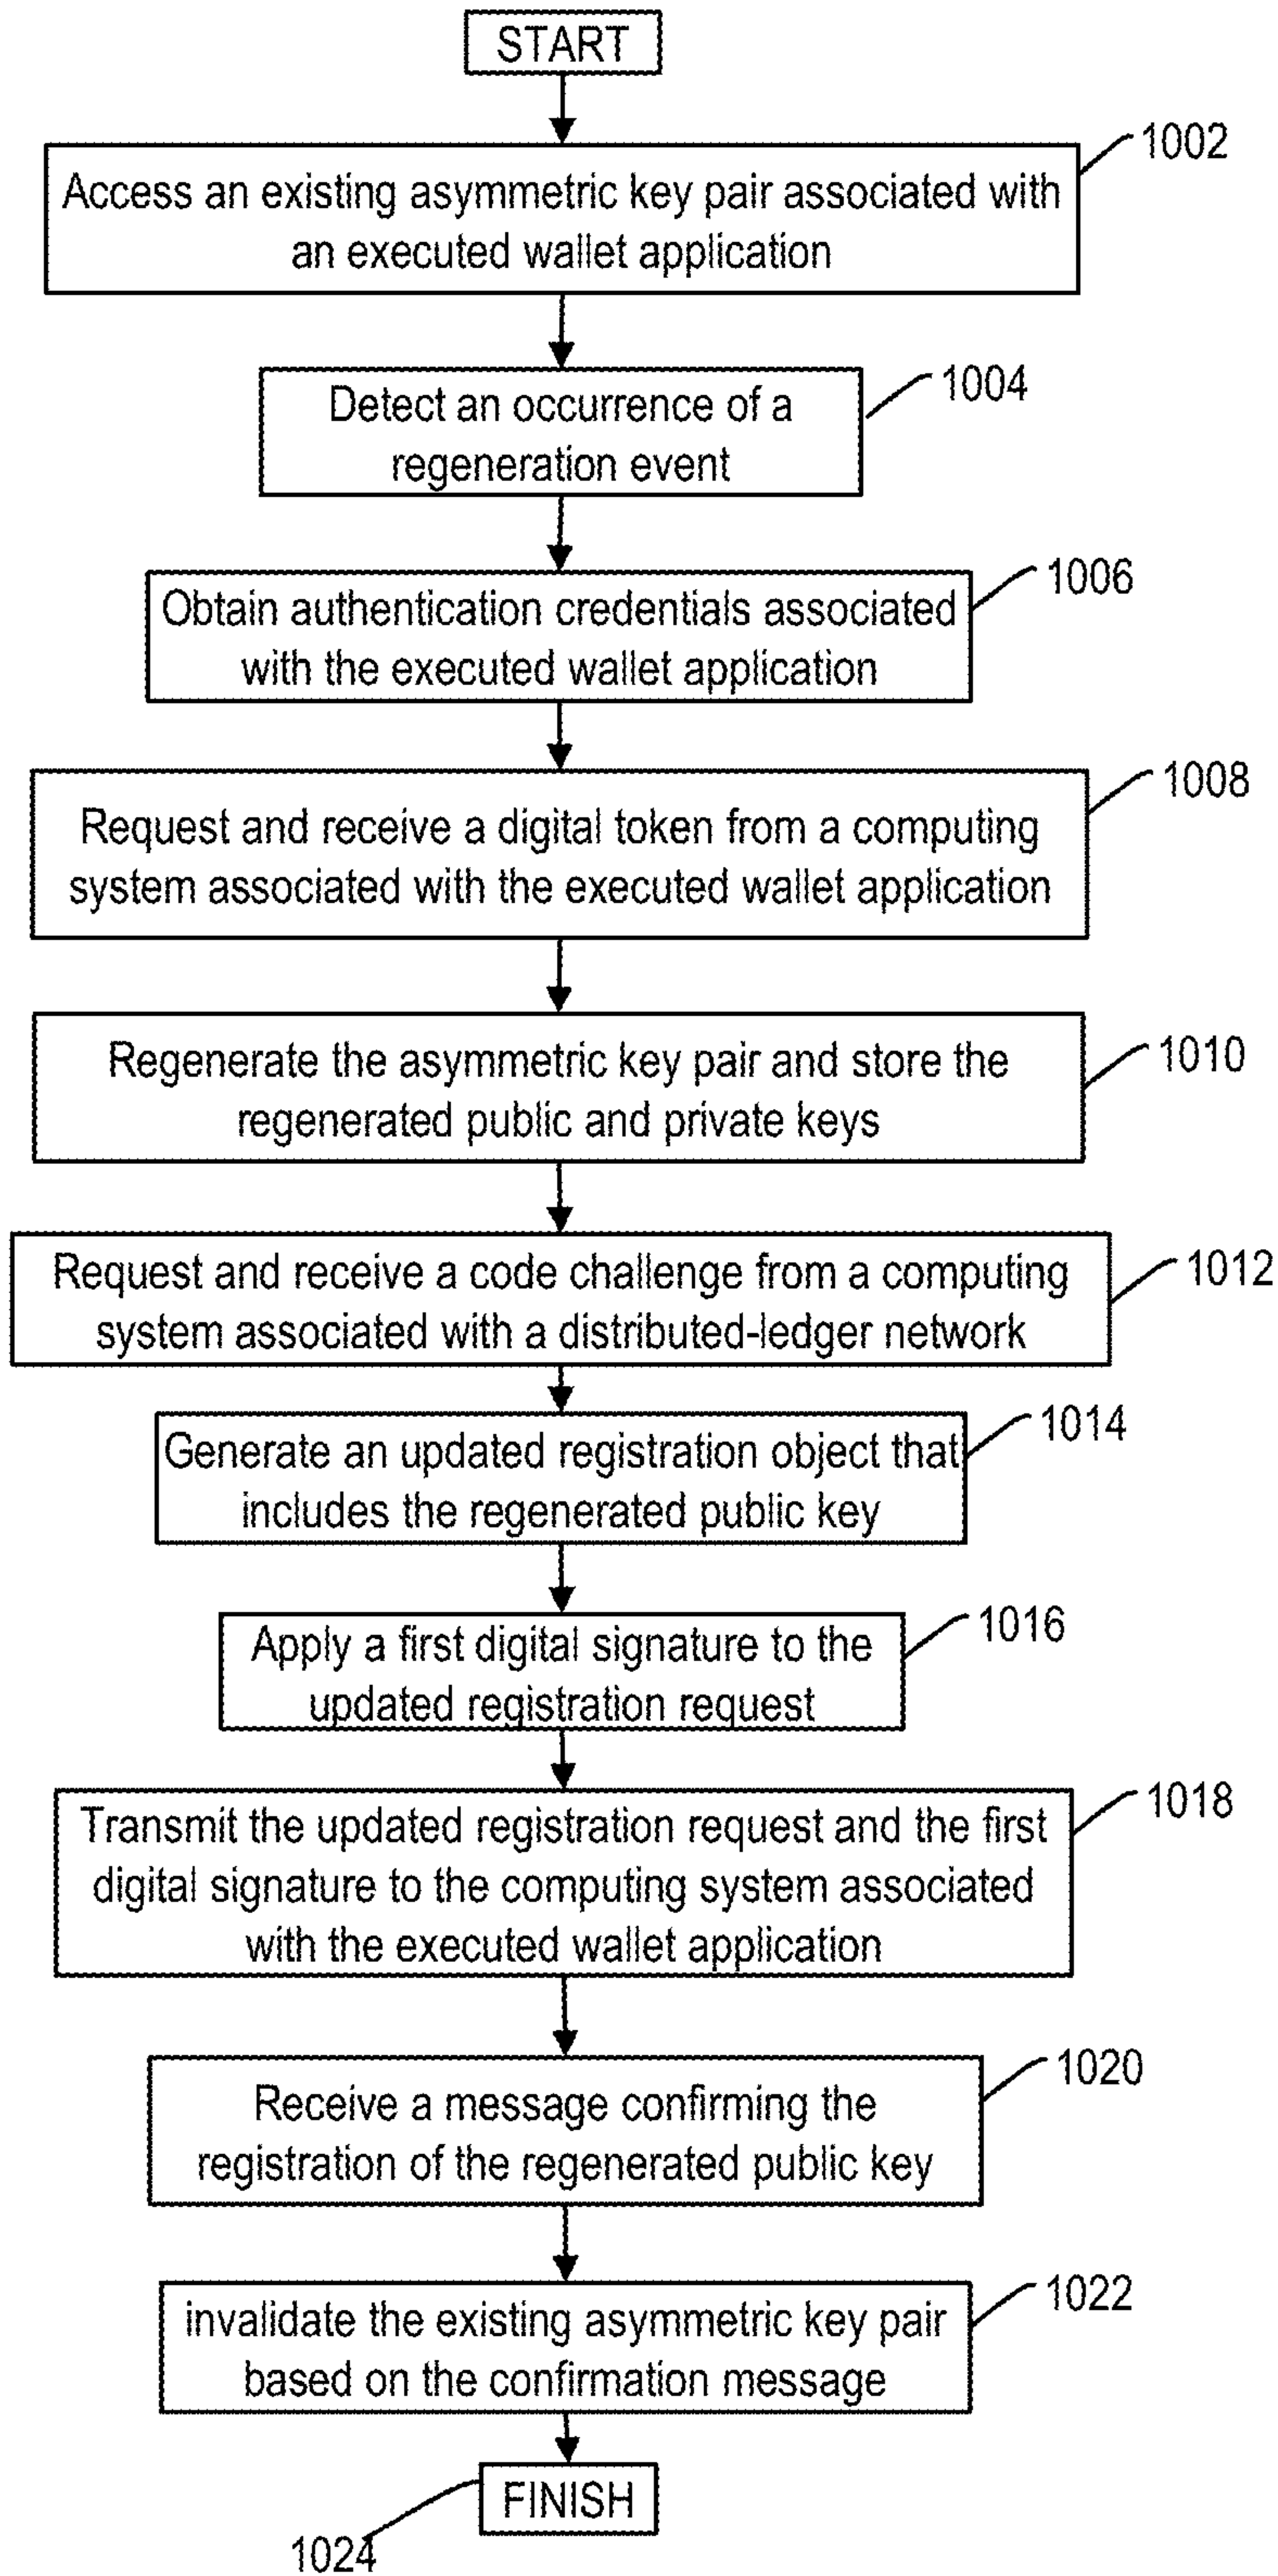 START
1002
Access an existing asymmetric key pair associated with
an executed wallet application
1004
Detect an occurrence of a
regeneration event
1006
Obtain authentication credentials associated
with the executed wallet application
1008
Request and receive a digital token from a computing
system associated with the executed wallet application
1010
Regenerate the asymmetric key pair and store the
regenerated public and private keys
1012
Request and receive a code challenge from a computing
system associated with a distributed-ledger network
1014
Generate an updated registration object that
includes the regenerated public key
1016
Apply a first digital signature to the
updated registration request
1018
Transmit the updated registration request and the first
digital signature to the computing system associated
with the executed wallet application
1020
Receive a message confirming the
registration of the regenerated public key
1022
invalidate the existing asymmetric key pair
based on the confirmation message
FINISH
1024